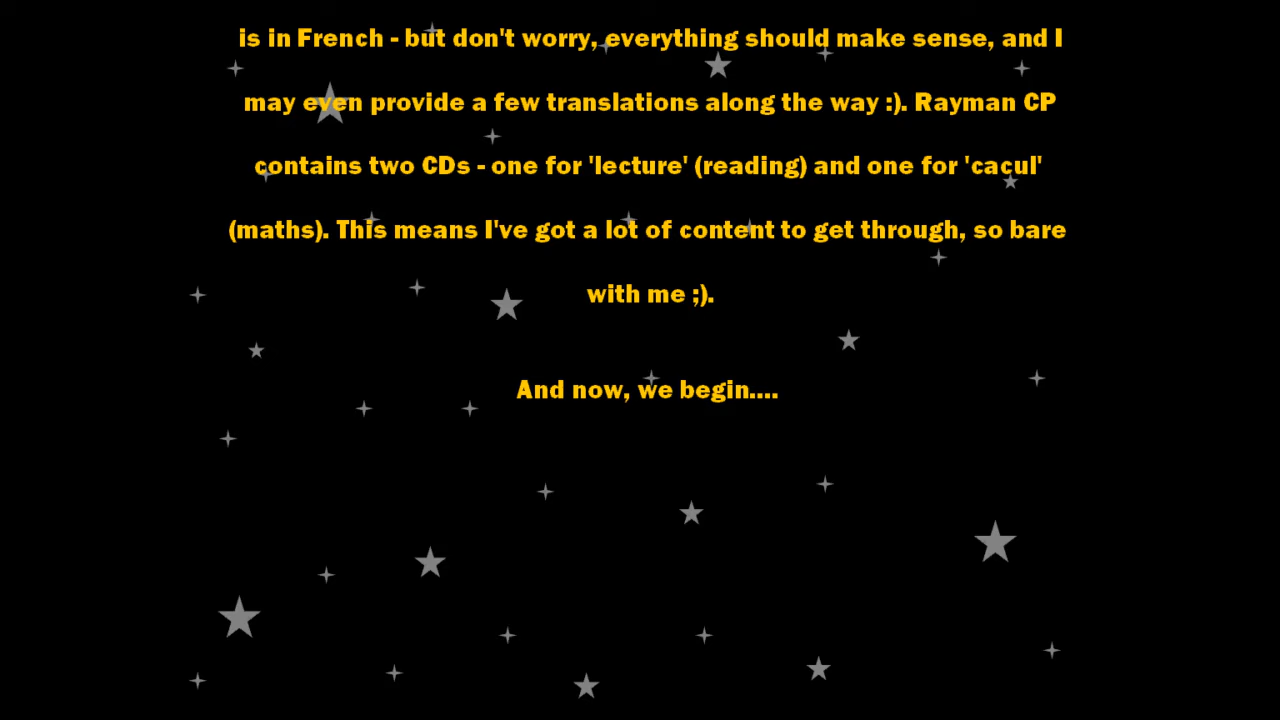 is in French - but don't worry, everything should make sense, and I
may even provide a few translations along the way :). Rayman CP
contains two CDs - one for 'lecture' (reading) and one for 'cacul'
(maths). This means I've got a lot of content to get through, so bare
with me ;).
And now, we begin....